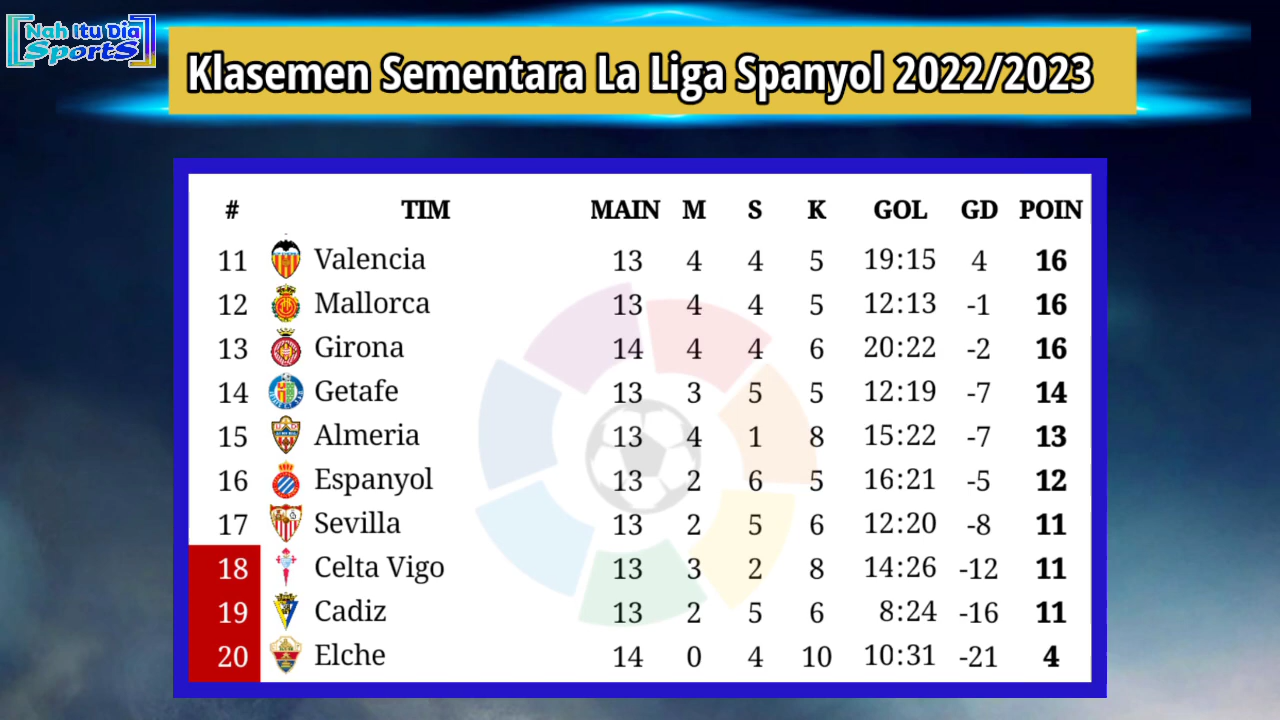 Nah Itu Dia
Sports
Klasemen Sementara La Liga Spanyol 2022/2023
# TIM MAIN M S K GOL GD POIN
11 Valencia 13 4 4 5 19:15 4 16
12 Mallorca 13 4 4 5 12:13 -1 16
13 Girona 14 4 4 6 20:22 -2 16
14 Getafe 13 3 5 5 12:19 -7 14
15 Almeria 13 4 1 8 15:22 -7 13
16 Espanyol 13 2 6 5 16:21 -5 12
17 Sevilla 13 2 5 6 12:20 -8 11
18 Celta Vigo 13 3 2 8 14:26 -12 11
19 Cadiz 13 2 5 6 8:24 -16 11
20 Elche 14 0 4 10 10:31 -21 4